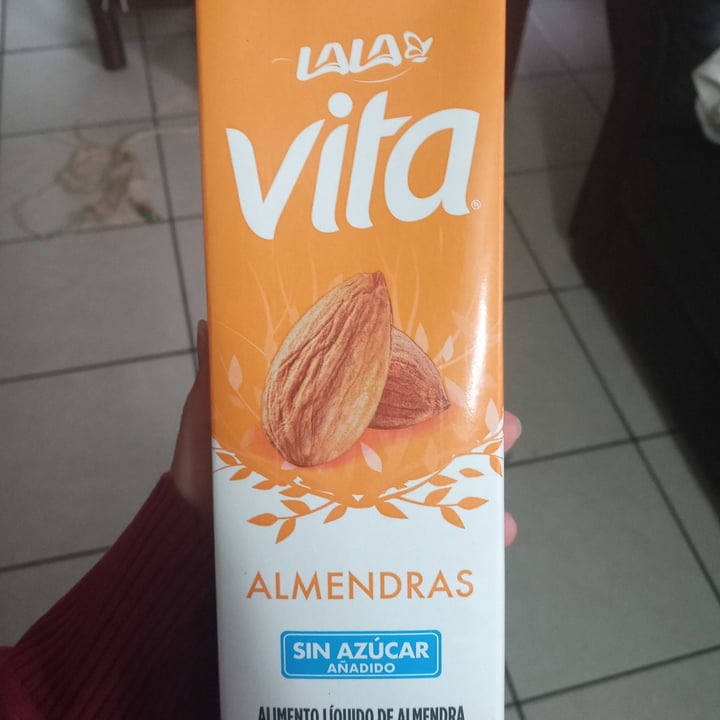 LALA
vita®
ALMENDRAS
SIN AZÚCAR
AÑADIDO
ALIMENTO LÍQUIDO DE ALMENDRA